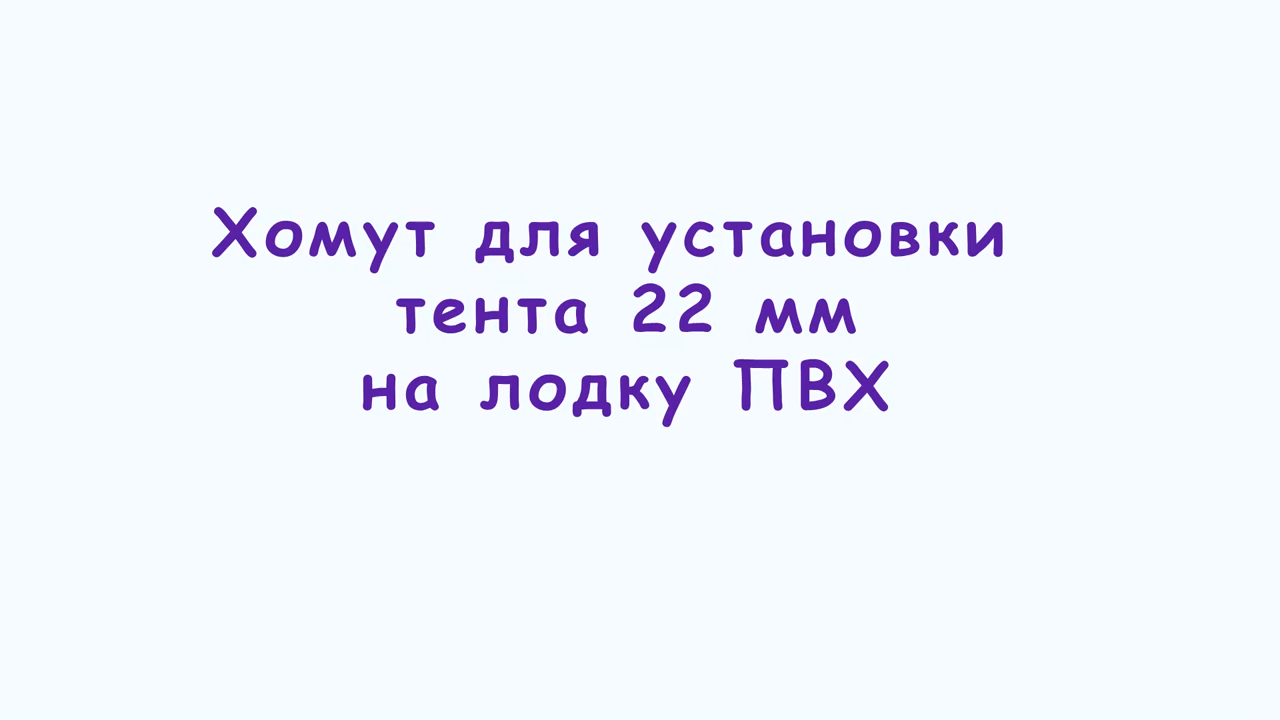 Хомут для установки
тента 22 мм
на лодку ПВХ